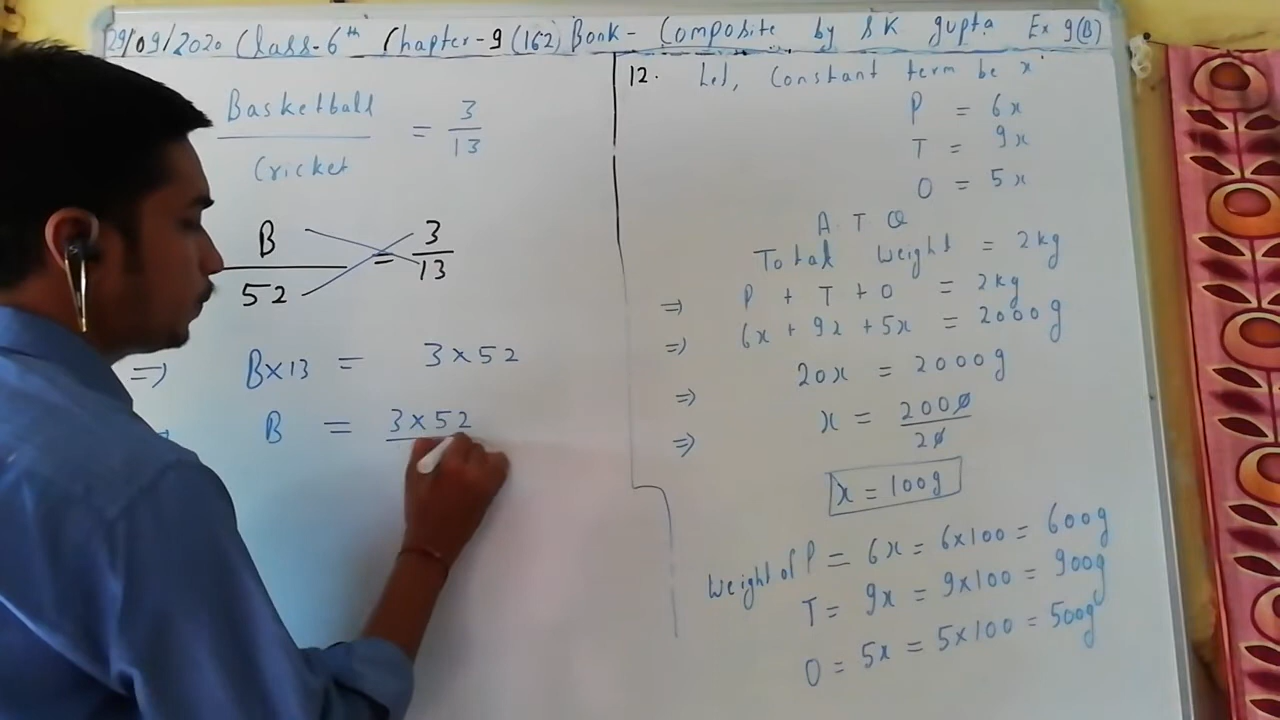 29/09/2020 Class-6th Chapter-9 (162) Book - Composite by SK gupta Ex 9(B)
Basketball
Cricket
= 3/13
B/52 = 3/13
=> B×13 = 3×52
=> B = 3×52
12. Let, Constant term be x
P = 6x
T = 9x
O = 5x
A T Q
Total weight = 2kg
=> P + T + O = 2kg
=> 6x + 9x + 5x = 2000g
=> 20x = 2000g
=> x = 2000/20
x = 100g
Weight of P = 6x = 6×100 = 600g
T = 9x = 9×100 = 900g
O = 5x = 5×100 = 500g